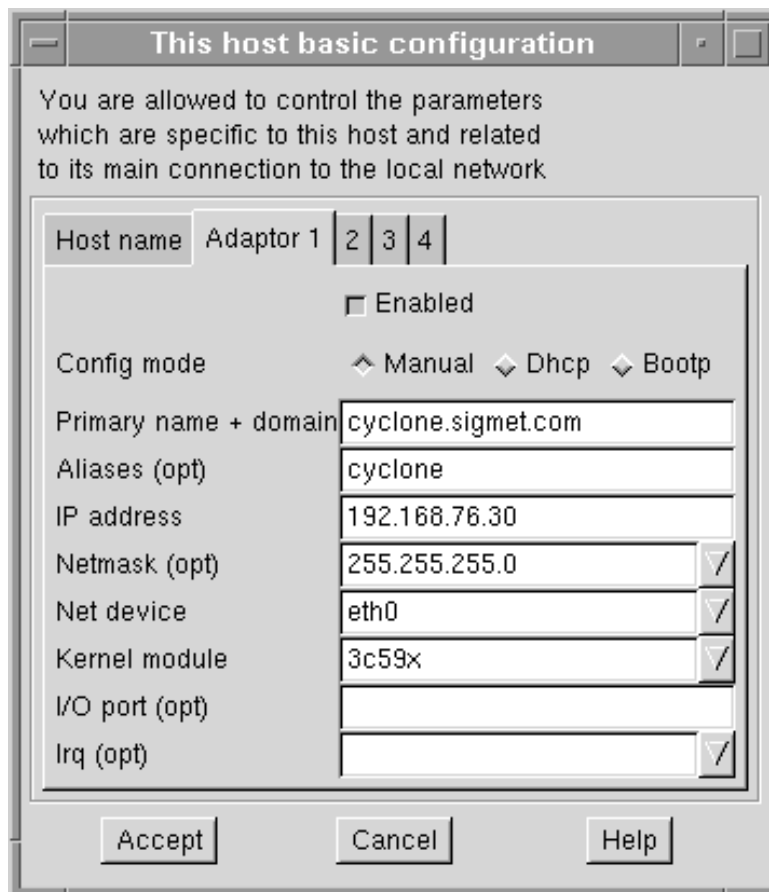 This host basic configuration
You are allowed to control the parameters
which are specific to this host and related
to its main connection to the local network
Host name Adaptor 1 2 3 4
Enabled
Config mode Manual Dhcp Bootp
Primary name + domain cyclone.sigmet.com
Aliases (opt) cyclone
IP address 192.168.76.30
Netmask (opt) 255.255.255.0
Net device eth0
Kernel module 3c59x
I/O port (opt)
Irq (opt)
Accept Cancel Help